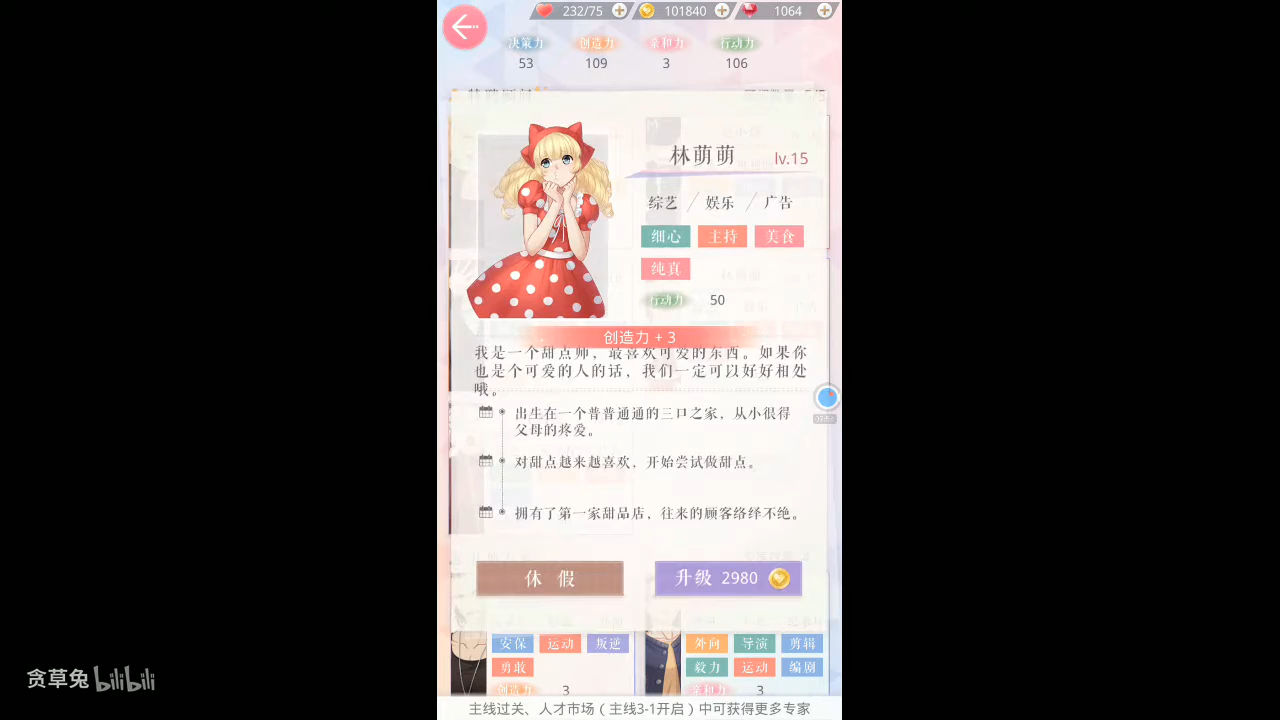 232/75
101840
1064
决策力
创造力
亲和力
行动力
53
109
3
106
林萌萌
lv.15
综艺 / 娱乐 / 广告
细心
主持
美食
纯真
行动力
50
创造力 + 3
我是一个甜点师，最喜欢可爱的东西。如果你
也是个可爱的人的话，我们一定可以好好相处
哦。
出生在一个普普通通的三口之家，从小很得
父母的疼爱。
对甜点越来越喜欢，开始尝试做甜点。
拥有了第一家甜品店，往来的顾客络绎不绝。
休 假
升级 2980
安保
运动
叛逆
勇敢
创造力
3
外向
导演
剪辑
毅力
运动
编剧
亲和力
3
主线过关、人才市场（主线3-1开启）中可获得更多专家
贪草兔 bilibili